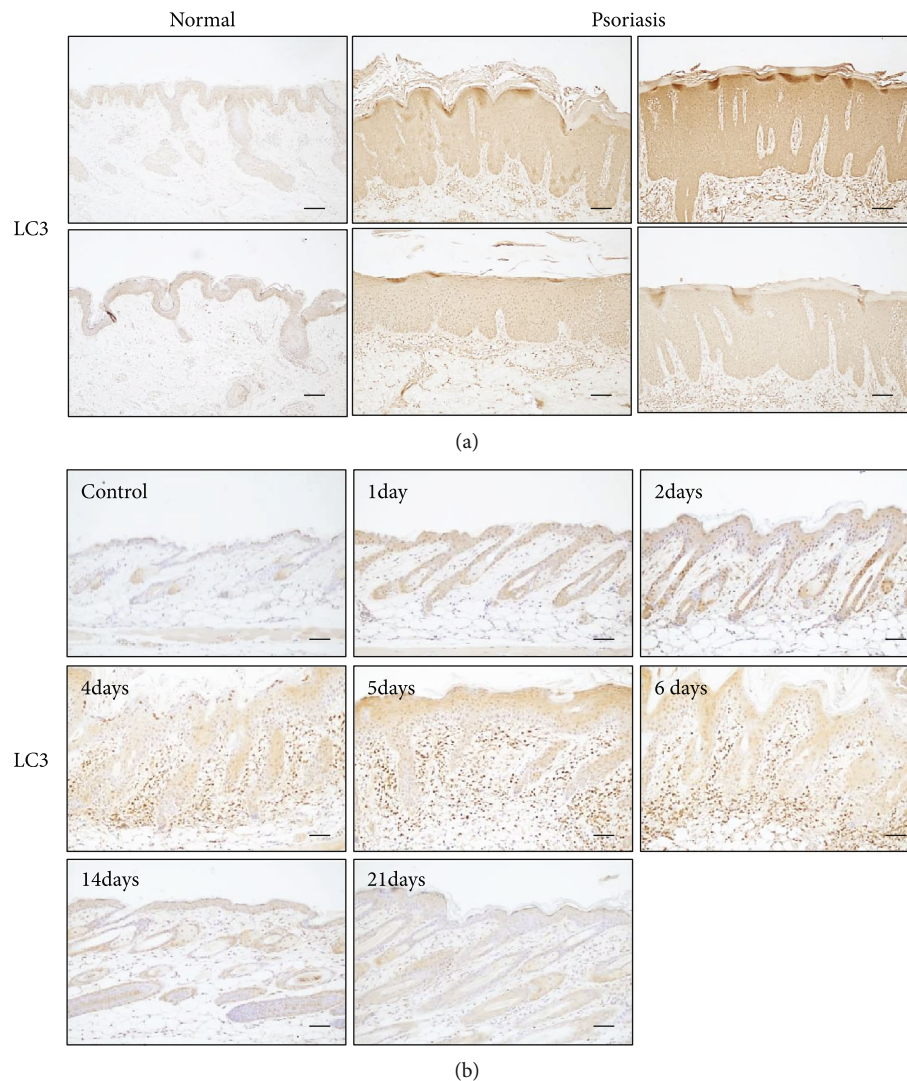 Normal Psoriasis
LC3
(a)
Control 1day 2days
4days 5days 6 days
LC3
14days 21days
(b)